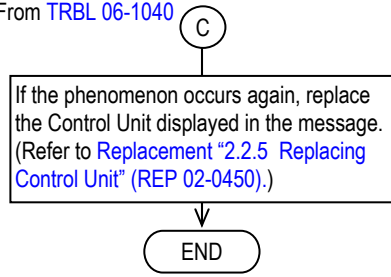 From TRBL 06-1040
C
If the phenomenon occurs again, replace
the Control Unit displayed in the message.
(Refer to Replacement “2.2.5  Replacing
Control Unit” (REP 02-0450).)
END